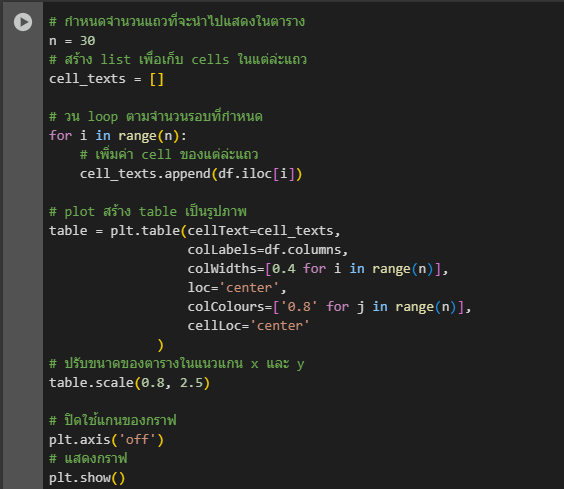 # กำหนดจำนวนแถวที่จะนำไปแสดงในตาราง
n = 30
# สร้าง list เพื่อเก็บ cells ในแต่ล่ะแถว
cell_texts = []
# วน loop ตามจำนวนรอบที่กำหนด
for i in range(n):
    # เพิ่มค่า cell ของแต่ล่ะแถว
    cell_texts.append(df.iloc[i])
# plot สร้าง table เป็นรูปภาพ
table = plt.table(cellText=cell_texts,
                  colLabels=df.columns,
                  colWidths=[0.4 for i in range(n)],
                  loc='center',
                  colColours=['0.8' for j in range(n)],
                  cellLoc='center'
              )
# ปรับขนาดของตารางในแนวแกน x และ y
table.scale(0.8, 2.5)
# ปิดใช้แกนของกราฟ
plt.axis('off')
# แสดงกราฟ
plt.show()